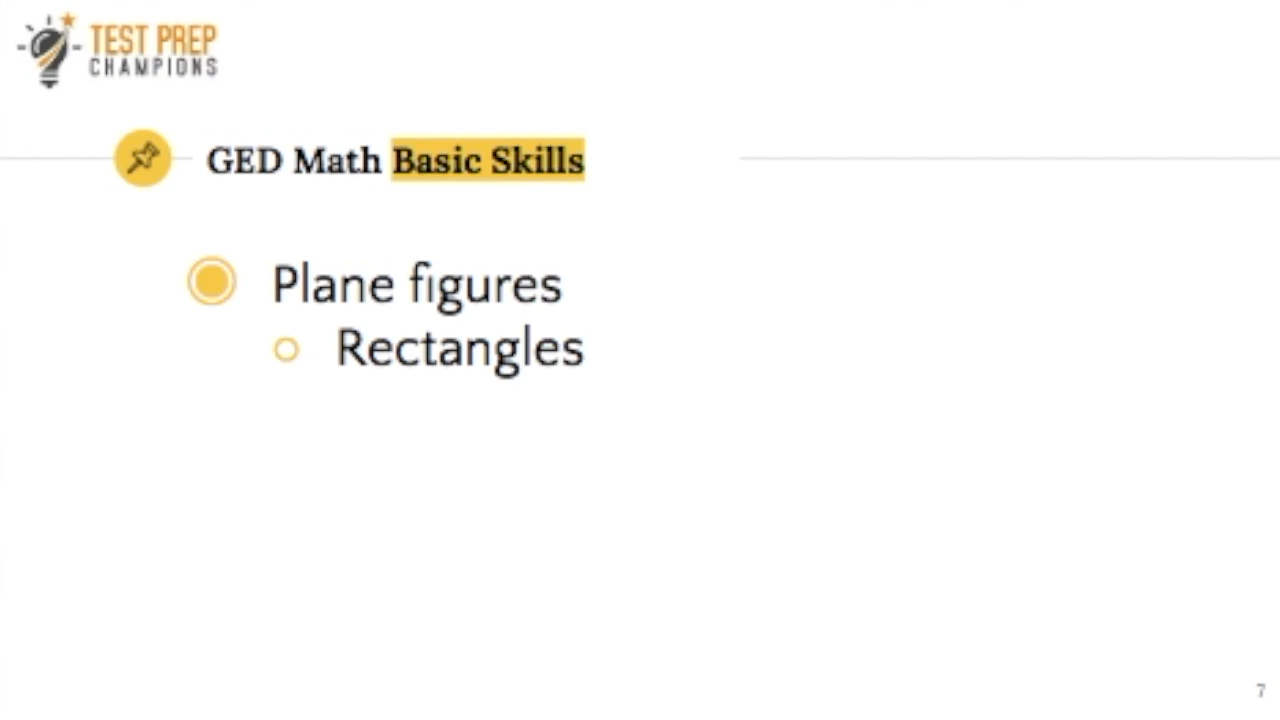 TEST PREP
CHAMPIONS
GED Math Basic Skills
Plane figures
Rectangles
7